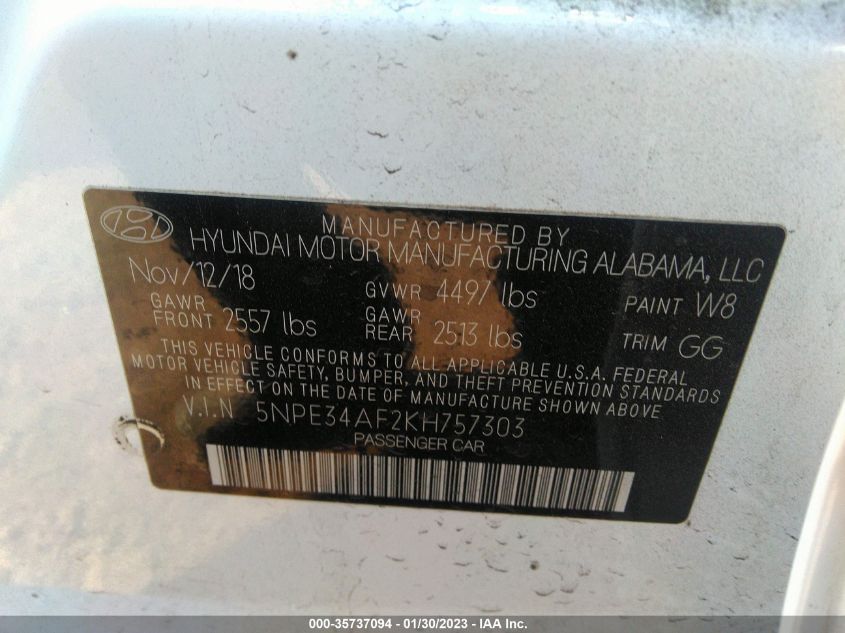 MANUFACTURED BY
HYUNDAI MOTOR MANUFACTURING ALABAMA, LLC
Nov/12/18 GVWR 4497 lbs PAINT W8
GAWR FRONT 2557 lbs GAWR REAR 2513 lbs TRIM GG
THIS VEHICLE CONFORMS TO ALL APPLICABLE U.S.A. FEDERAL
MOTOR VEHICLE SAFETY, BUMPER, AND THEFT PREVENTION STANDARDS
IN EFFECT ON THE DATE OF MANUFACTURE SHOWN ABOVE
V.I.N 5NPE34AF2KH757303
PASSENGER CAR
000-35737094 - 01/30/2023 - IAA Inc.